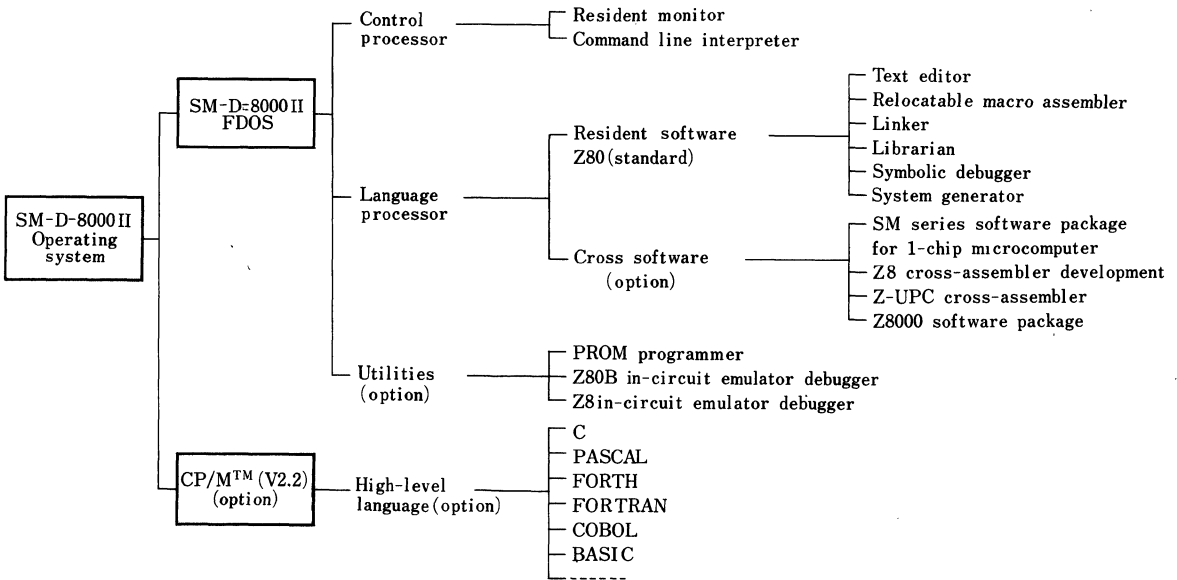 Control
processor
Resident monitor
Command line interpreter
SM-D=8000II
FDOS
Text editor
Relocatable macro assembler
Linker
Librarian
Symbolic debugger
System generator
Resident software
Z80(standard)
SM-D-8000II
Operating
system
Language
processor
SM series software package
for 1-chip microcomputer
Z8 cross-assembler development
Z-UPC cross-assembler
Z8000 software package
Cross software
(option)
Utilities
(option)
PROM programmer
Z80B in-circuit emulator debugger
Z8in-circuit emulator debugger
CP/M™(V2.2)
(option)
High-level
language(option)
C
PASCAL
FORTH
FORTRAN
COBOL
BASIC
------